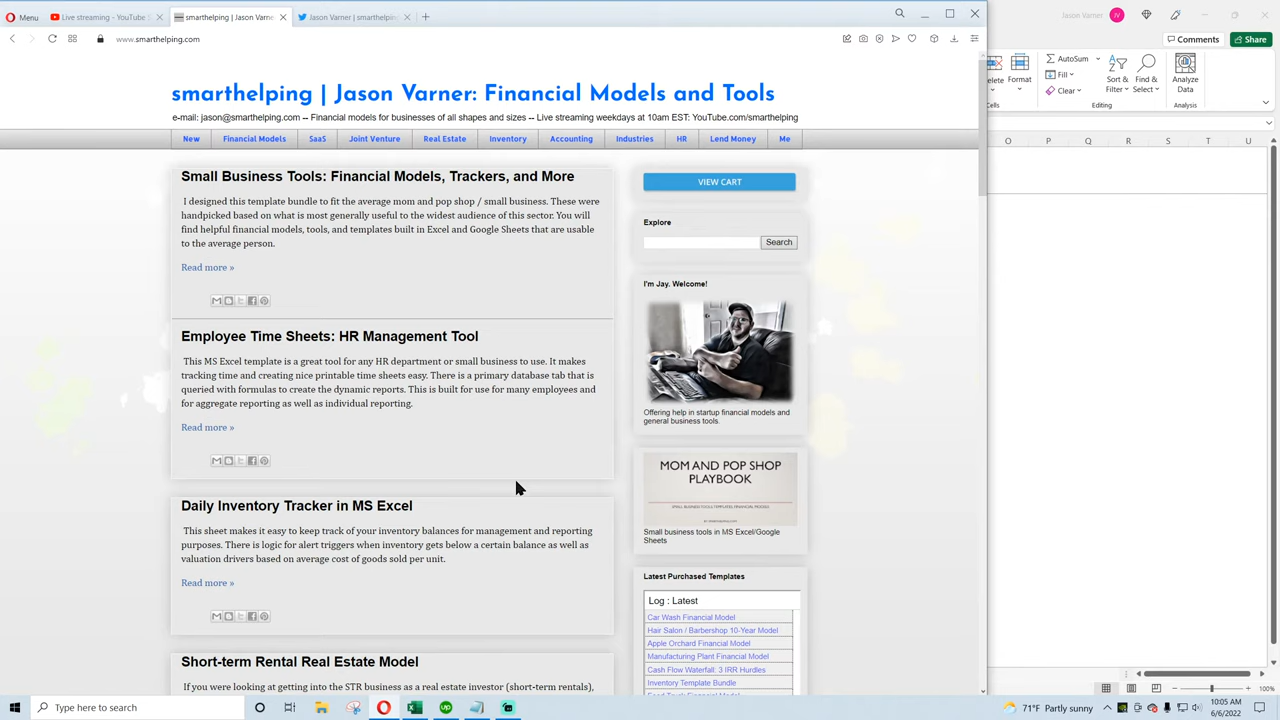 Menu
Live streaming - YouTube S
smarthelping | Jason Varne
Jason Varner | smarthelping
Jason Varner
JV
www.smarthelping.com
Comments
Share
AutoSum
Fill
Clear
Format
Sort &
Filter
Find &
Select
Analyze
Data
Cells
Editing
Analysis
O P Q R S T U
smarthelping | Jason Varner: Financial Models and Tools
e-mail: jason@smarthelping.com -- Financial models for businesses of all shapes and sizes -- Live streaming weekdays at 10am EST: YouTube.com/smarthelping
New Financial Models SaaS Joint Venture Real Estate Inventory Accounting Industries HR Lend Money Me
Small Business Tools: Financial Models, Trackers, and More
I designed this template bundle to fit the average mom and pop shop / small business. These were
handpicked based on what is most generally useful to the widest audience of this sector. You will
find helpful financial models, tools, and templates built in Excel and Google Sheets that are usable
to the average person.
Read more »
Employee Time Sheets: HR Management Tool
This MS Excel template is a great tool for any HR department or small business to use. It makes
tracking time and creating nice printable time sheets easy. There is a primary database tab that is
queried with formulas to create the dynamic reports. This is built for use for many employees and
for aggregate reporting as well as individual reporting.
Read more »
Daily Inventory Tracker in MS Excel
This sheet makes it easy to keep track of your inventory balances for management and reporting
purposes. There is logic for alert triggers when inventory gets below a certain balance as well as
valuation drivers based on average cost of goods sold per unit.
Read more »
Short-term Rental Real Estate Model
If you were looking at getting into the STR business and real estate investor (short-term rentals),
VIEW CART
Explore
Search
I'm Jay. Welcome!
Offering help in startup financial models and
general business tools.
MOM AND POP SHOP
PLAYBOOK
Small business tools in MS Excel/Google
Sheets
Latest Purchased Templates
Log : Latest
Car Wash Financial Model
Hair Salon / Barbershop 10-Year Model
Apple Orchard Financial Model
Manufacturing Plant Financial Model
Cash Flow Waterfall: 3 IRR Hurdles
Inventory Template Bundle
100%
Type here to search
71°F Partly sunny
10:05 AM
6/6/2022